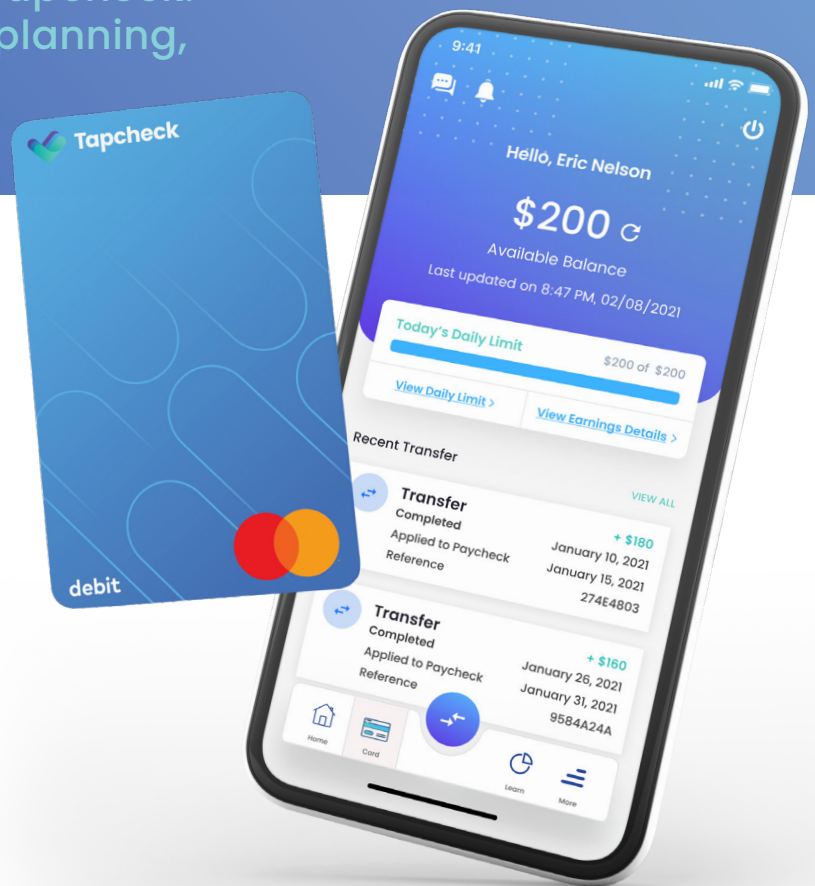 planning,
Tapcheck
debit
9:41
Hello, Eric Nelson
$200
Available Balance
Last updated on 8:47 PM, 02/08/2021
Today's Daily Limit
$200 of $200
View Daily Limit >
View Earnings Details >
Recent Transfer
VIEW ALL
Transfer
+ $180
Completed
January 10, 2021
Applied to Paycheck
January 15, 2021
Reference
274E4803
Transfer
+ $160
Completed
January 26, 2021
Applied to Paycheck
January 31, 2021
Reference
9584A24A
Home
Card
Learn
More